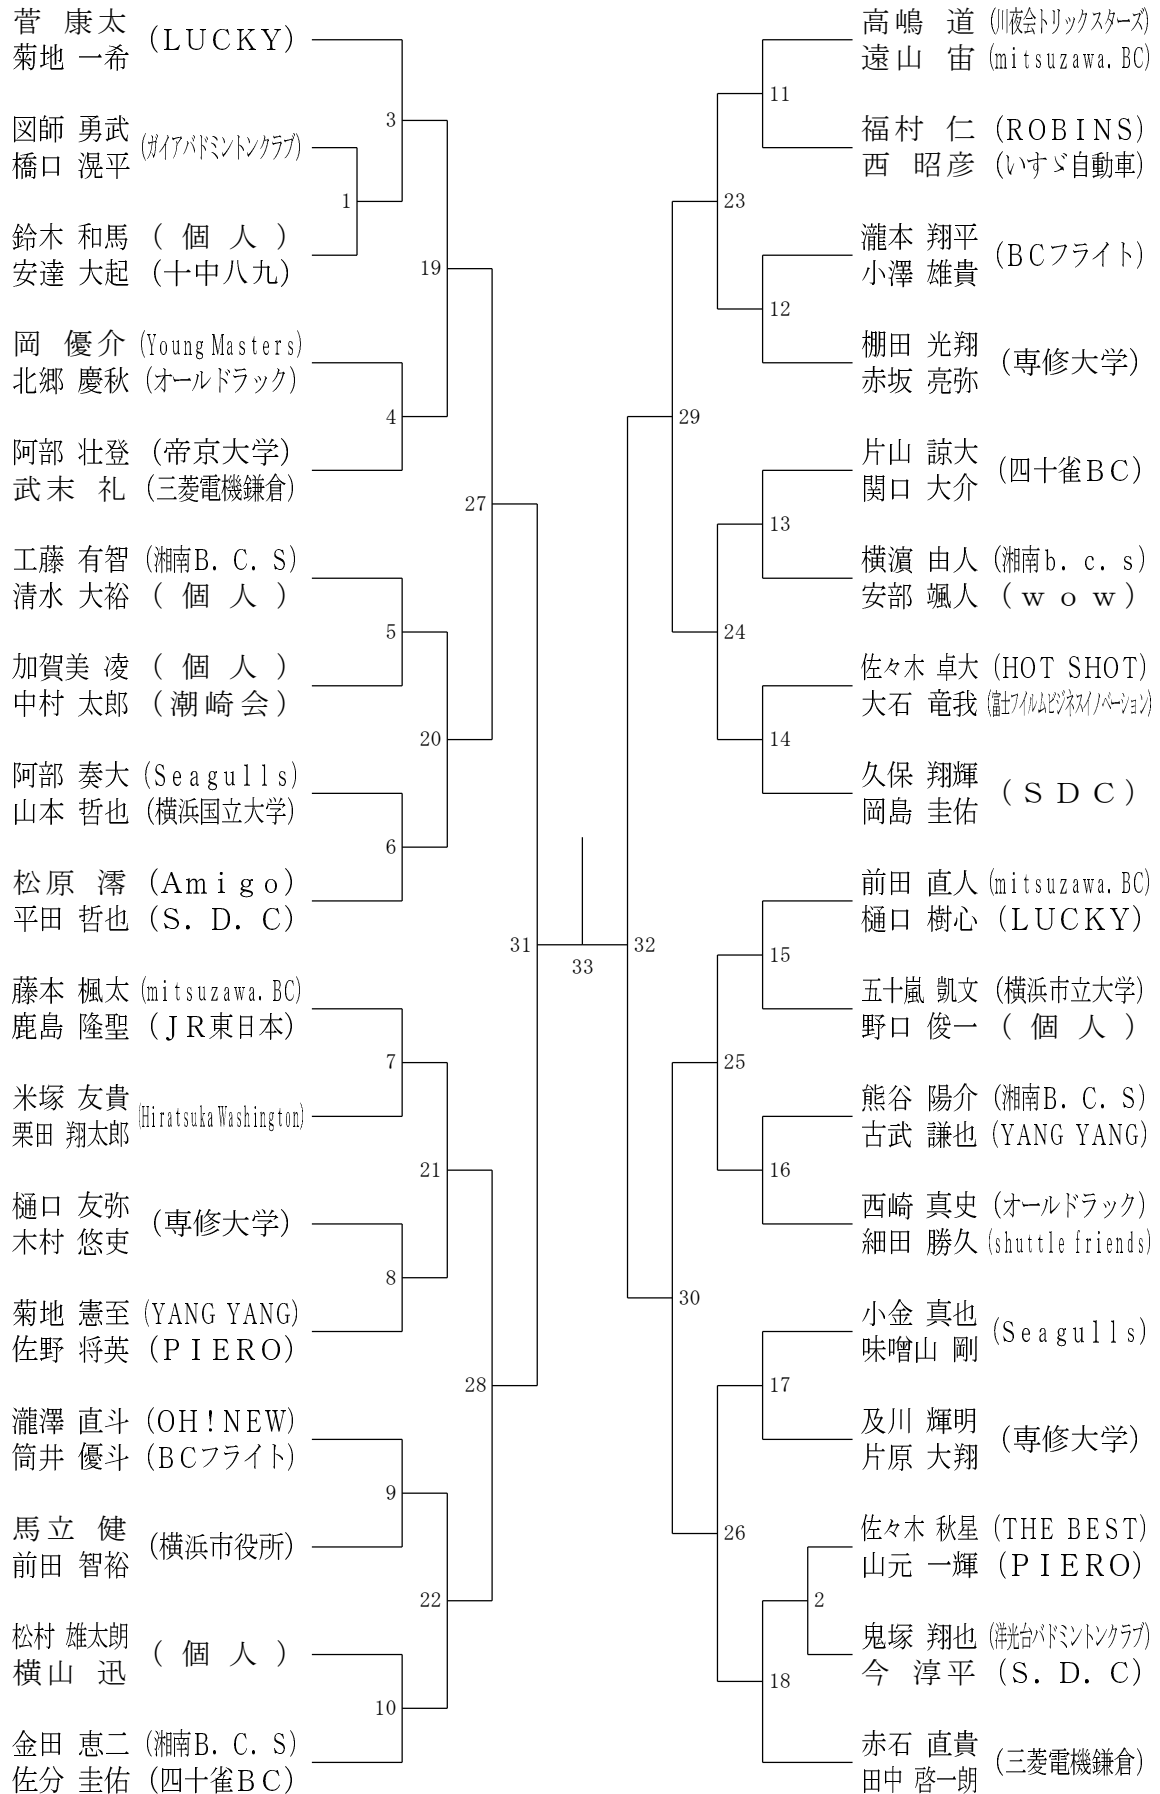 菅 康太 (LUCKY)
菊地 一希
3
図師 勇武 (ガイアバドミントンクラブ)
橋口 滉平
1
鈴木 和馬 (個人)
安達 大起 (十中八九)
19
岡 優介 (Young Masters)
北郷 慶秋 (オールドラック)
4
阿部 壮登 (帝京大学)
武末 礼 (三菱電機鎌倉)
27
工藤 有智 (湘南B.C.S)
清水 大裕 (個人)
5
加賀美 凌 (個人)
中村 太郎 (潮崎会)
20
阿部 奏大 (Seagulls)
山本 哲也 (横浜国立大学)
6
松原 澪 (Amigo)
平田 哲也 (S.D.C)
31
藤本 楓太 (mitsuzawa.BC)
鹿島 隆聖 (JR東日本)
7
米塚 友貴 (Hiratsuka Washington)
栗田 翔太郎
21
樋口 友弥 (専修大学)
木村 悠吏
8
菊地 憲至 (YANG YANG)
佐野 将英 (PIERO)
28
瀧澤 直斗 (OH!NEW)
筒井 優斗 (BCフライト)
9
馬立 健 (横浜市役所)
前田 智裕
22
松村 雄太朗 (個人)
横山 迅
10
金田 恵二 (湘南B.C.S)
佐分 圭佑 (四十雀BC)
33
高嶋 道 (川夜会トリックスターズ)
遠山 宙 (mitsuzawa.BC)
11
福村 仁 (ROBINS)
西 昭彦 (いすゞ自動車)
23
瀧本 翔平 (BCフライト)
小澤 雄貴
12
棚田 光翔 (専修大学)
赤坂 亮弥
29
片山 諒大 (四十雀BC)
関口 大介
13
横濵 由人 (湘南b.c.s)
安部 颯人 (wow)
24
佐々木 卓大 (HOT SHOT)
大石 竜我 (富士フイルムビジネスイノベーション)
14
久保 翔輝 (SDC)
岡島 圭佑
32
前田 直人 (mitsuzawa.BC)
樋口 樹心 (LUCKY)
15
五十嵐 凱文 (横浜市立大学)
野口 俊一 (個人)
25
熊谷 陽介 (湘南B.C.S)
古武 謙也 (YANG YANG)
16
西崎 真史 (オールドラック)
細田 勝久 (shuttle friends)
30
小金 真也 (Seagulls)
味噌山 剛
17
及川 輝明 (専修大学)
片原 大翔
26
佐々木 秋星 (THE BEST)
山元 一輝 (PIERO)
2
鬼塚 翔也 (洋光台バドミントンクラブ)
今 淳平 (S.D.C)
18
赤石 直貴 (三菱電機鎌倉)
田中 啓一朗